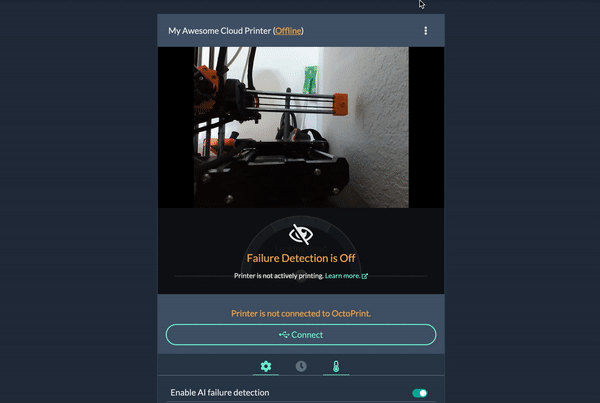 My Awesome Cloud Printer (Offline)
Failure Detection is Off
Printer is not actively printing. Learn more.
Printer is not connected to OctoPrint.
Connect
Enable AI failure detection